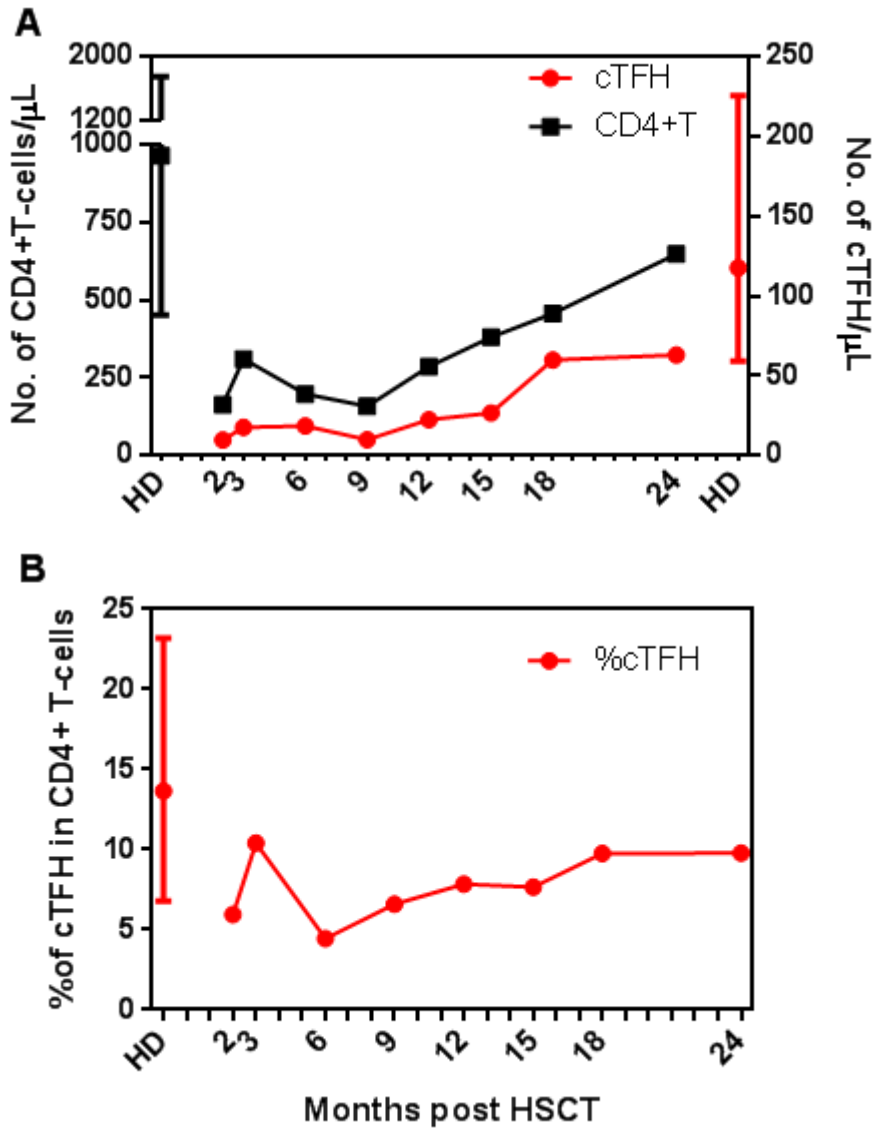 A
2000
1200
1000
750
500
250
0
No. of CD4+T-cells/μL
cTFH
CD4+T
250
200
150
100
50
0
No. of cTFH/μL
HD 2 3 6 9 12 15 18 24 HD
B
25
20
15
10
5
0
%of cTFH in CD4+ T-cells
%cTFH
HD 2 3 6 9 12 15 18 24
Months post HSCT